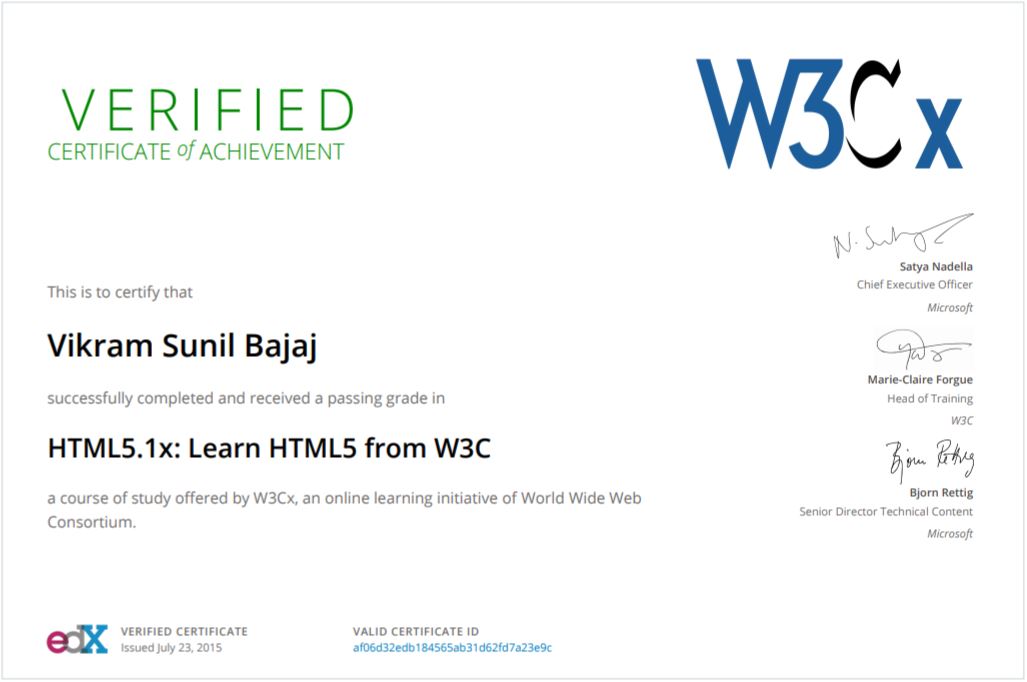 VERIFIED
CERTIFICATE of ACHIEVEMENT
W3Cx
This is to certify that
Vikram Sunil Bajaj
successfully completed and received a passing grade in
HTML5.1x: Learn HTML5 from W3C
a course of study offered by W3Cx, an online learning initiative of World Wide Web
Consortium.
Satya Nadella
Chief Executive Officer
Microsoft
Marie-Claire Forgue
Head of Training
W3C
Bjorn Rettig
Bjorn Rettig
Senior Director Technical Content
Microsoft
edX
VERIFIED CERTIFICATE
Issued July 23, 2015
VALID CERTIFICATE ID
af06d32edb184565ab31d62fd7a23e9c